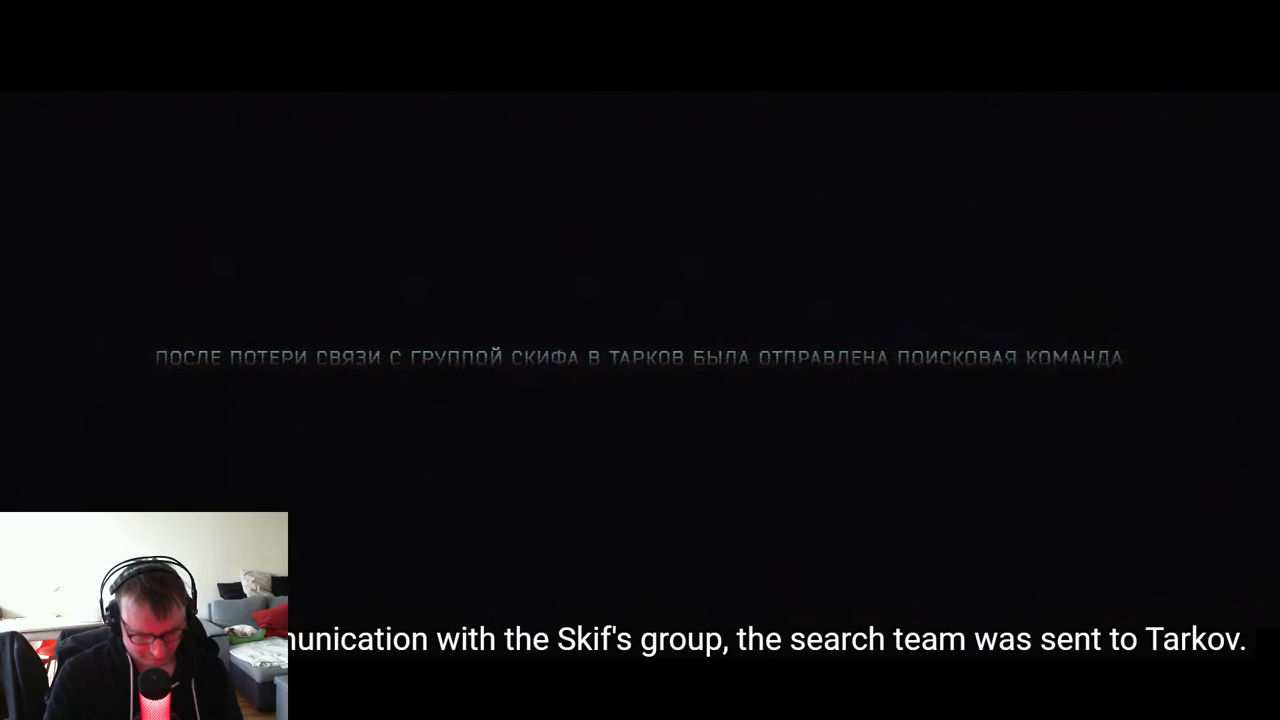 ПОСЛЕ ПОТЕРИ СВЯЗИ С ГРУППОЙ СКИФА В ТАРКОВ БЫЛА ОТПРАВЛЕНА ПОИСКОВАЯ КОМАНДА
with the Skif's group, the search team was sent to Tarkov.